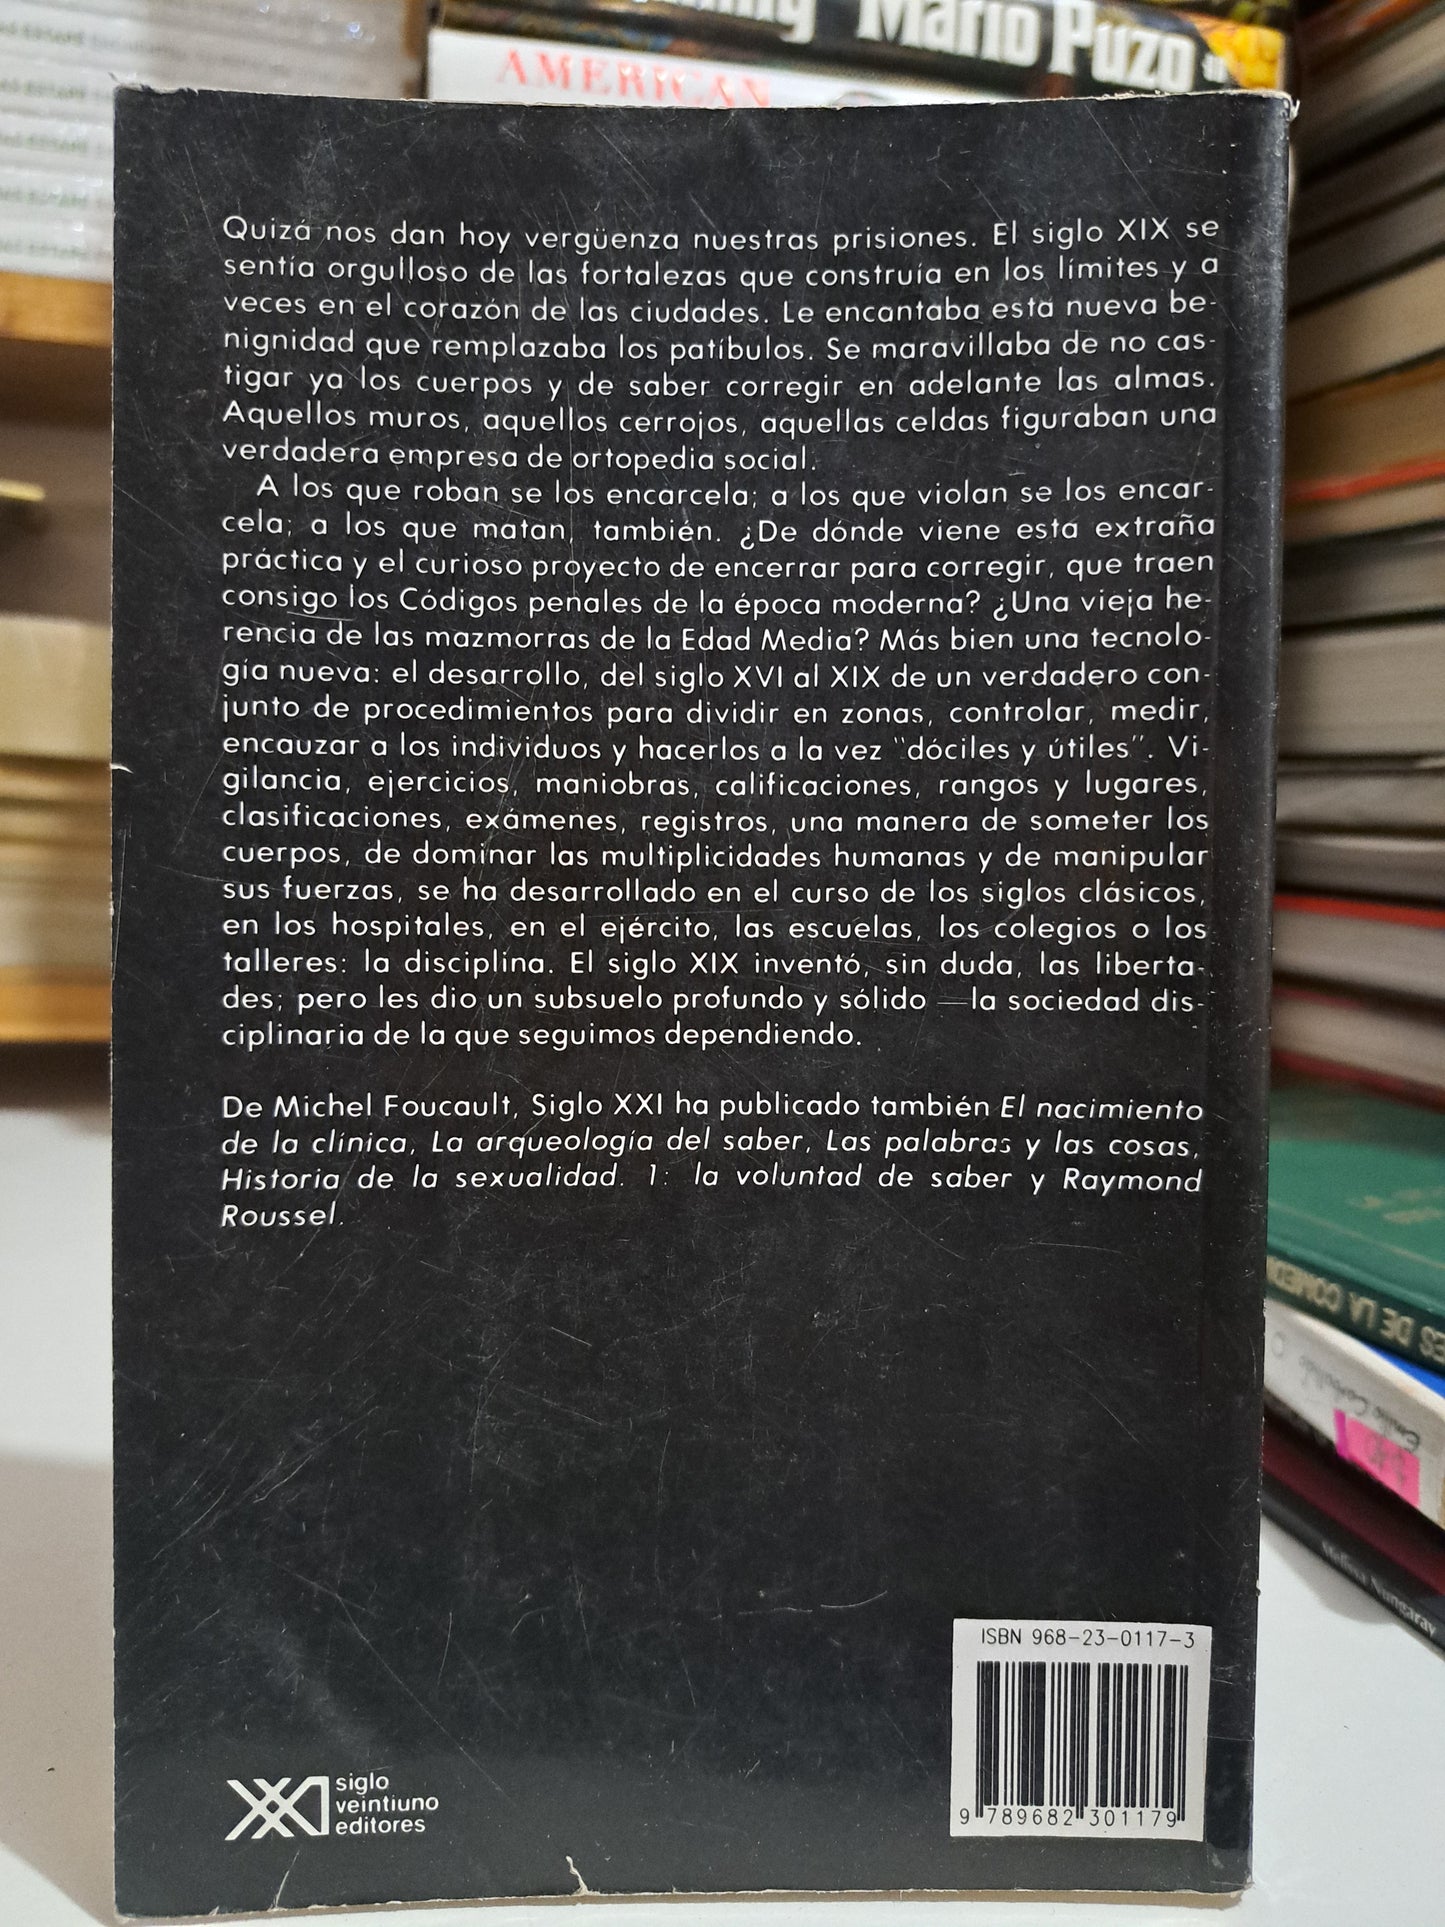 Mario Puzo
AMERICAN
Quizá nos dan hoy vergüenza nuestras prisiones. El siglo XIX se
sentía orgulloso de las fortalezas que construía en los límites y a
veces en el corazón de las ciudades. Le encantaba esta nueva be-
nignidad que remplazaba los patíbulos. Se maravillaba de no cas-
tigar ya los cuerpos y de saber corregir en adelante las almas.
Aquellos muros, aquellos cerrojos, aquellas celdas figuraban una
verdadera empresa de ortopedia social.
A los que roban se los encarcela; a los que violan se los encar-
cela; a los que matan, también. ¿De dónde viene esta extraña
práctica y el curioso proyecto de encerrar para corregir, que traen
consigo los Códigos penales de la época moderna? ¿Una vieja he-
rencia de las mazmorras de la Edad Media? Más bien una tecnolo-
gía nueva: el desarrollo, del siglo XVI al XIX de un verdadero con-
junto de procedimientos para dividir en zonas, controlar, medir,
encauzar a los individuos y hacerlos a la vez "dóciles y útiles". Vi-
gilancia, ejercicios, maniobras, calificaciones, rangos y lugares,
clasificaciones, exámenes, registros, una manera de someter los
cuerpos, de dominar las multiplicidades humanas y de manipular
sus fuerzas, se ha desarrollado en el curso de los siglos clásicos,
en los hospitales, en el ejército, las escuelas, los colegios o los
talleres: la disciplina. El siglo XIX inventó, sin duda, las liberta-
des; pero les dio un subsuelo profundo y sólido —la sociedad dis-
ciplinaria de la que seguimos dependiendo.
De Michel Foucault, Siglo XXI ha publicado también El nacimiento
de la clínica, La arqueología del saber, Las palabras y las cosas,
Historia de la sexualidad. 1: la voluntad de saber y Raymond
Roussel.
ISBN 968-23-0117-3
9 789682 301179
siglo
veintiuno
editores
DE LA